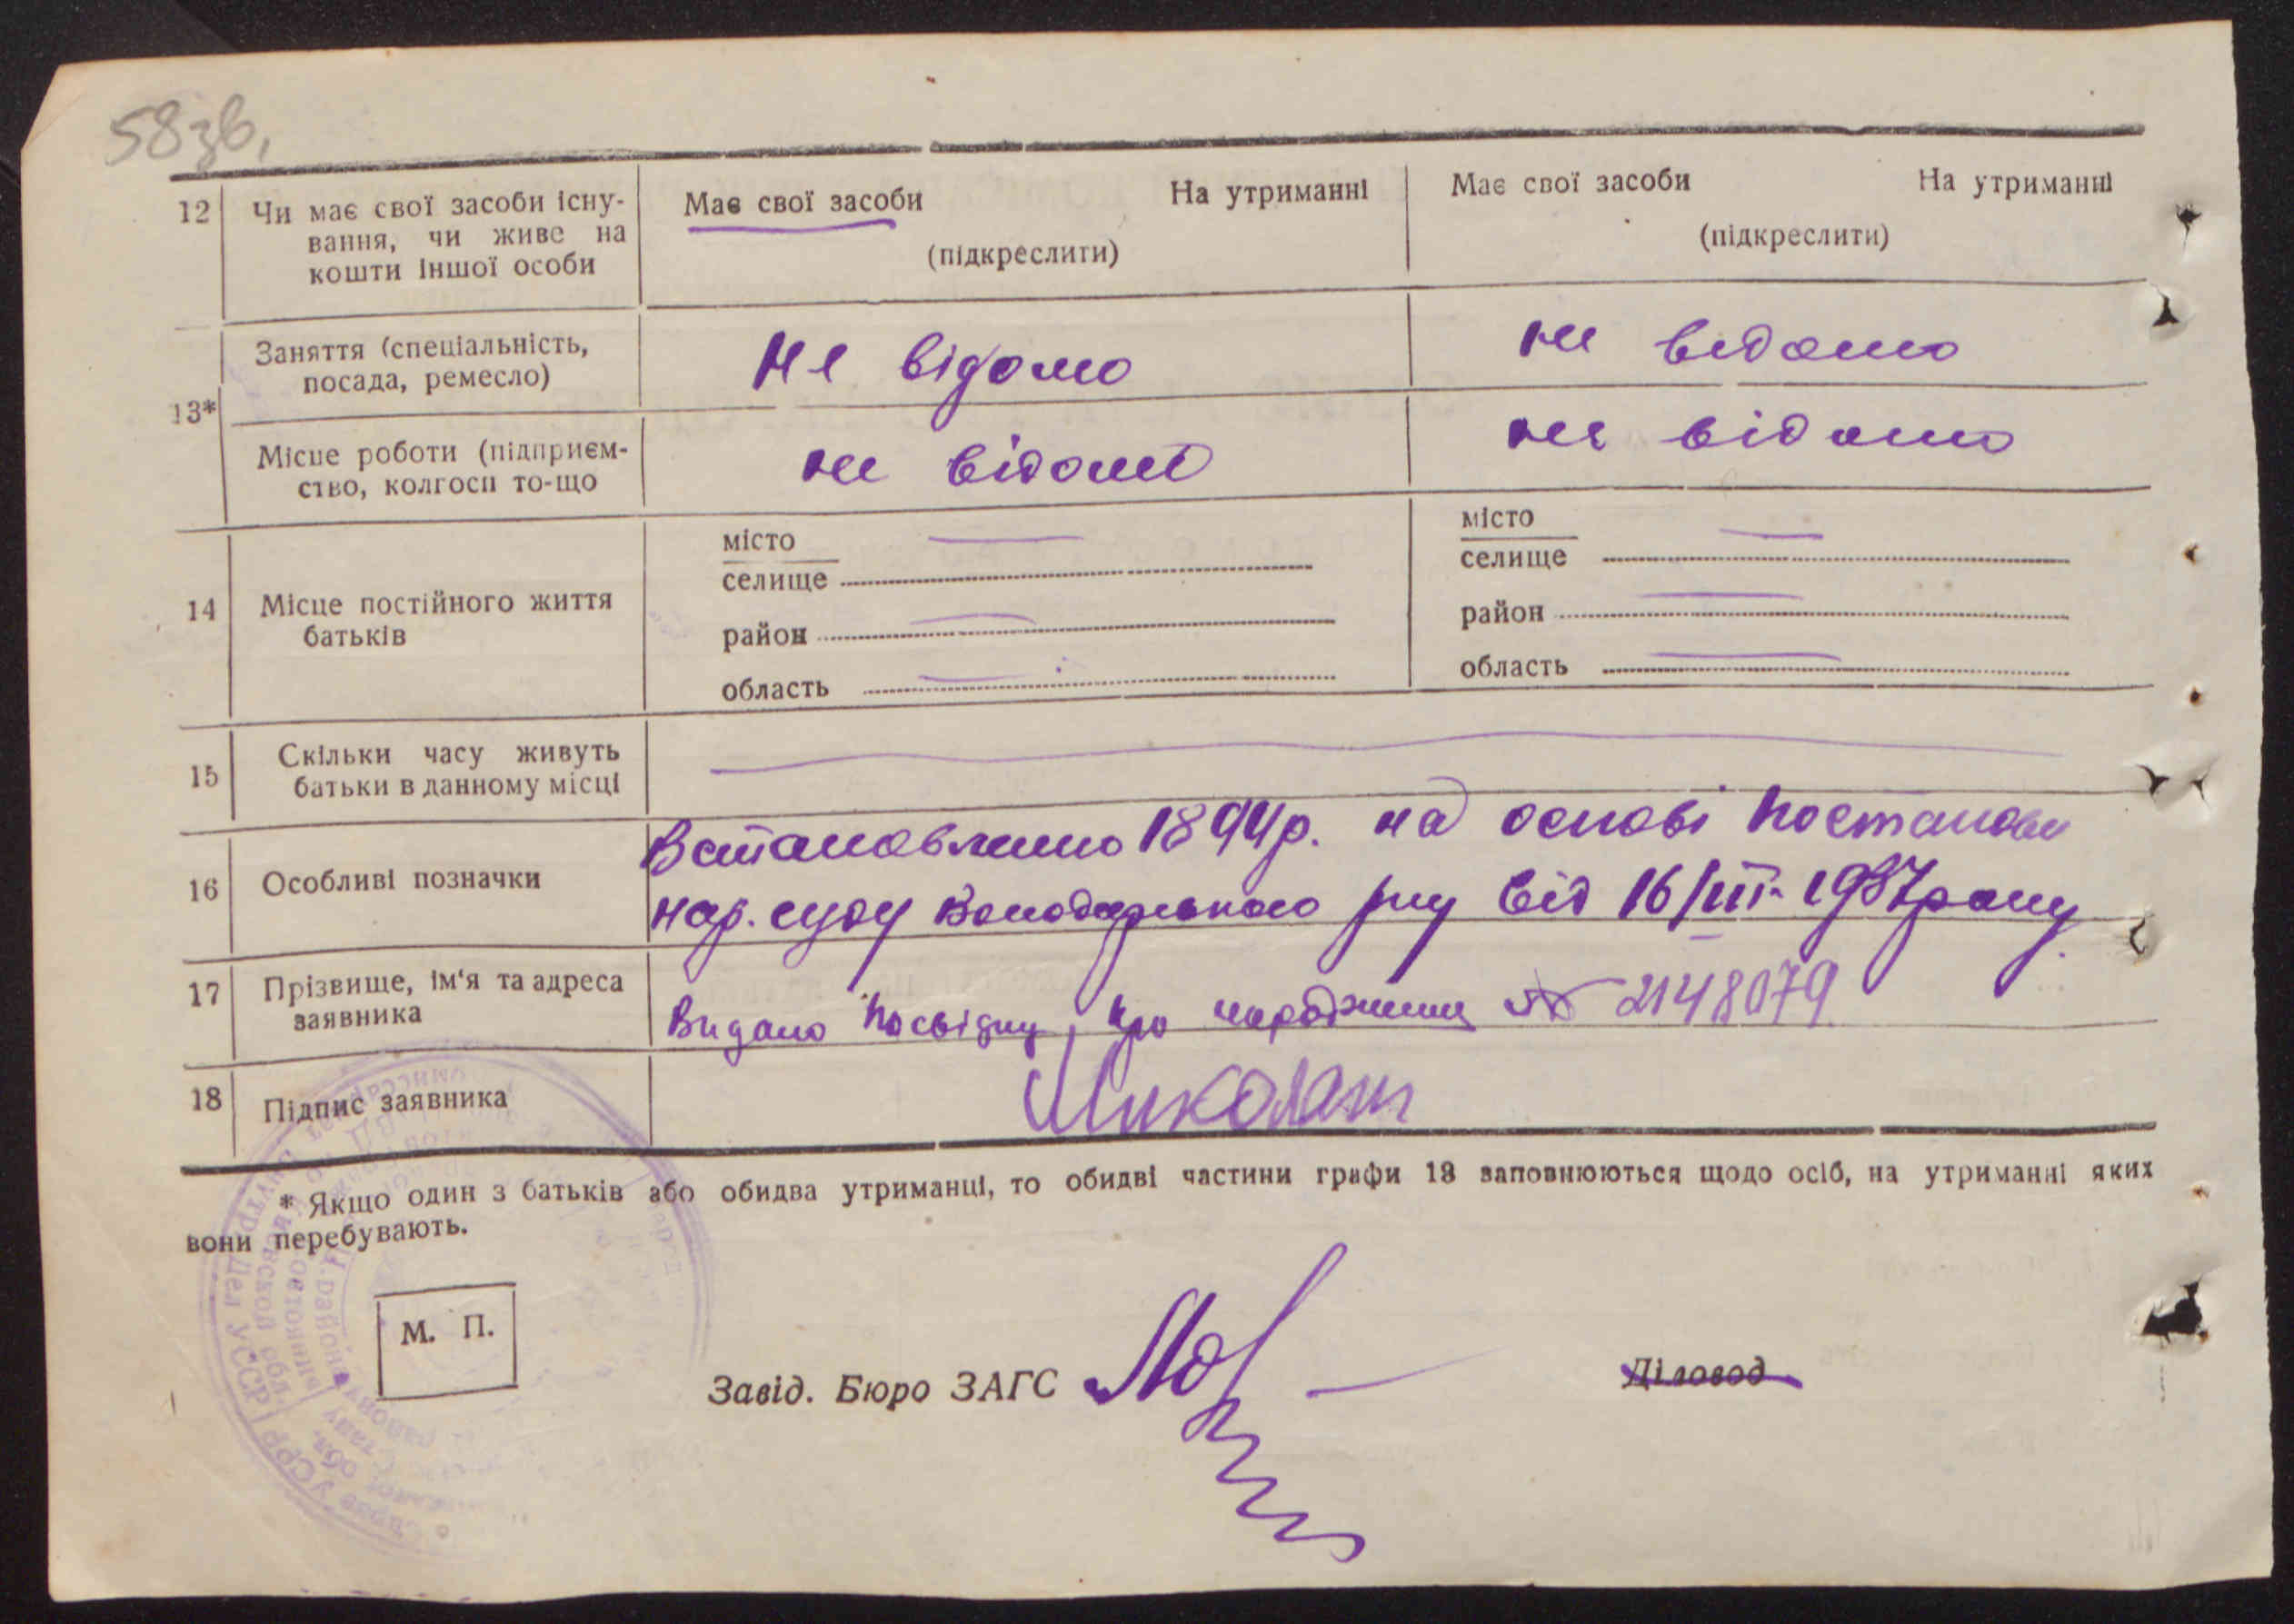 58зв.
12 Чи має свої засоби існу- Має свої засоби На утриманні Має свої засоби На утриманні
вання, чи живе на (підкреслити) (підкреслити)
кошти іншої особи
13* Заняття (спеціальність, не відомо не відомо
посада, ремесло)
Місце роботи (підприєм- не відомо не відомо
ство, колгосп то-що
14 Місце постійного життя
батьків
місто місто
селище селище
район район
область область
15 Скільки часу живуть
батьки в данному місці
16 Особливі позначки
Встановленно 1894р. на основі постанови
нар. суду Володарського р-ну від 16/III-1937 року
17 Прізвище, ім'я та адреса
заявника
Видано посвідку про народження № 2148079
18 Підпис заявника
* Якщо один з батьків або обидва утриманці, то обидві частини графи 13 заповнюються щодо осіб, на утриманні яких
вони перебувають.
М. П.
Завід. Бюро ЗАГС Діловод